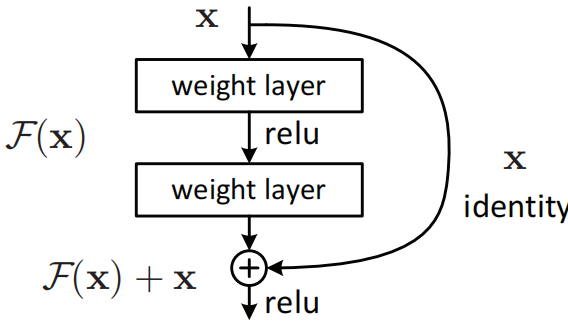 x
weight layer
relu
F(x)
weight layer
x
identity
F(x) + x
relu